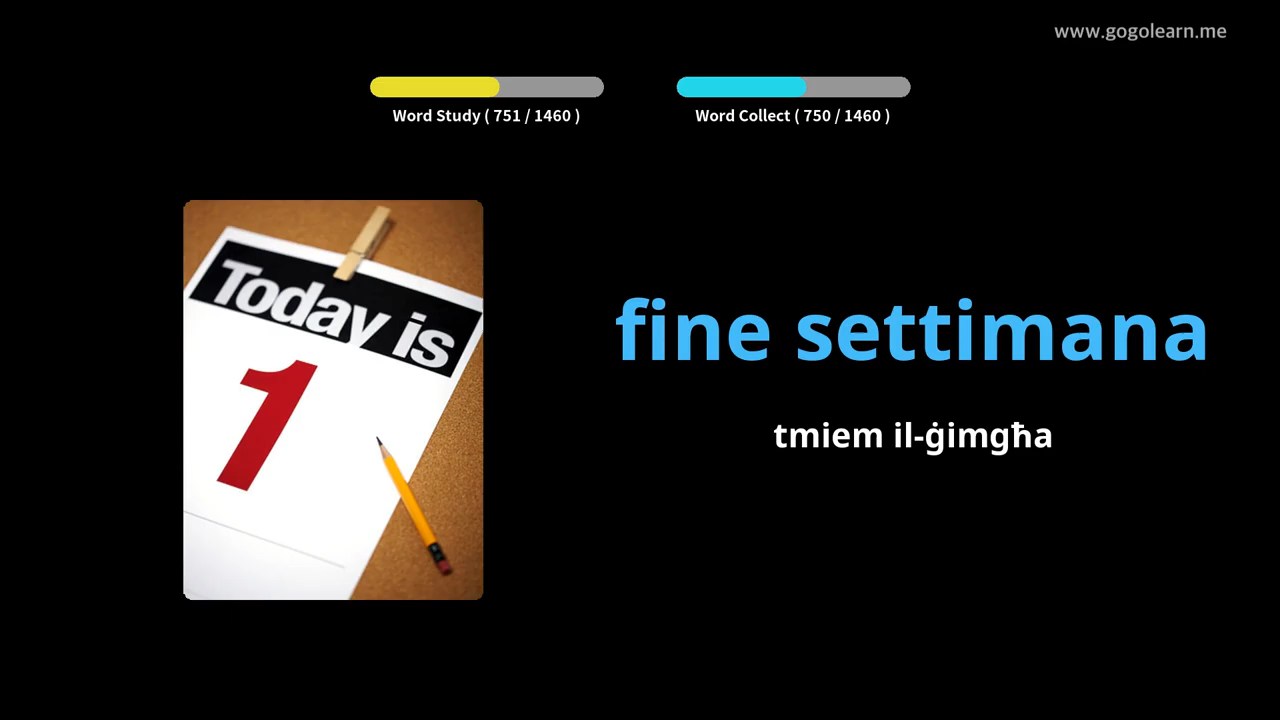 www.gogolearn.me
Word Study ( 751 / 1460 )
Word Collect ( 750 / 1460 )
Today is
1
fine settimana
tmiem il-ġimgħa